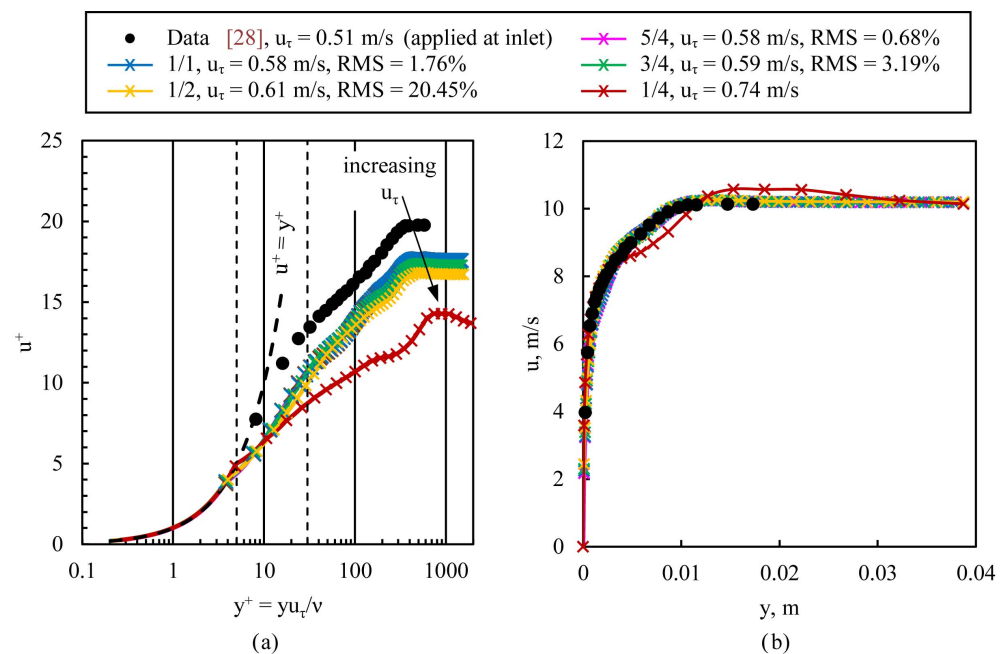 Data [28], uτ = 0.51 m/s (applied at inlet)
1/1, uτ = 0.58 m/s, RMS = 1.76%
1/2, uτ = 0.61 m/s, RMS = 20.45%
5/4, uτ = 0.58 m/s, RMS = 0.68%
3/4, uτ = 0.59 m/s, RMS = 3.19%
1/4, uτ = 0.74 m/s
25
20
15
10
5
0
u⁺
increasing
uτ
u⁺ = y⁺
0.1 1 10 100 1000
y⁺ = yuτ/ν
(a)
12
10
8
6
4
2
0
u, m/s
0 0.01 0.02 0.03 0.04
y, m
(b)